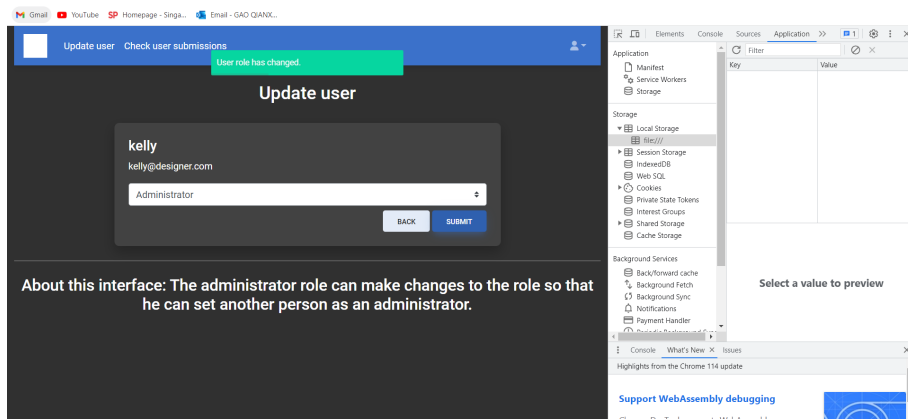 Gmail YouTube SP Homepage - Singa... Email - GAO QIANX...
Update user Check user submissions
User role has changed.
Update user
kelly
kelly@designer.com
Administrator
BACK SUBMIT
About this interface: The administrator role can make changes to the role so that
he can set another person as an administrator.
Elements Console Sources Application 1
Application
Manifest
Service Workers
Storage
Storage
Local Storage
file:///
Session Storage
IndexedDB
Web SQL
Cookies
Private State Tokens
Interest Groups
Shared Storage
Cache Storage
Background Services
Back/forward cache
Background Fetch
Background Sync
Notifications
Payment Handler
Filter
Key Value
Select a value to preview
Console What's New Issues
Highlights from the Chrome 114 update
Support WebAssembly debugging